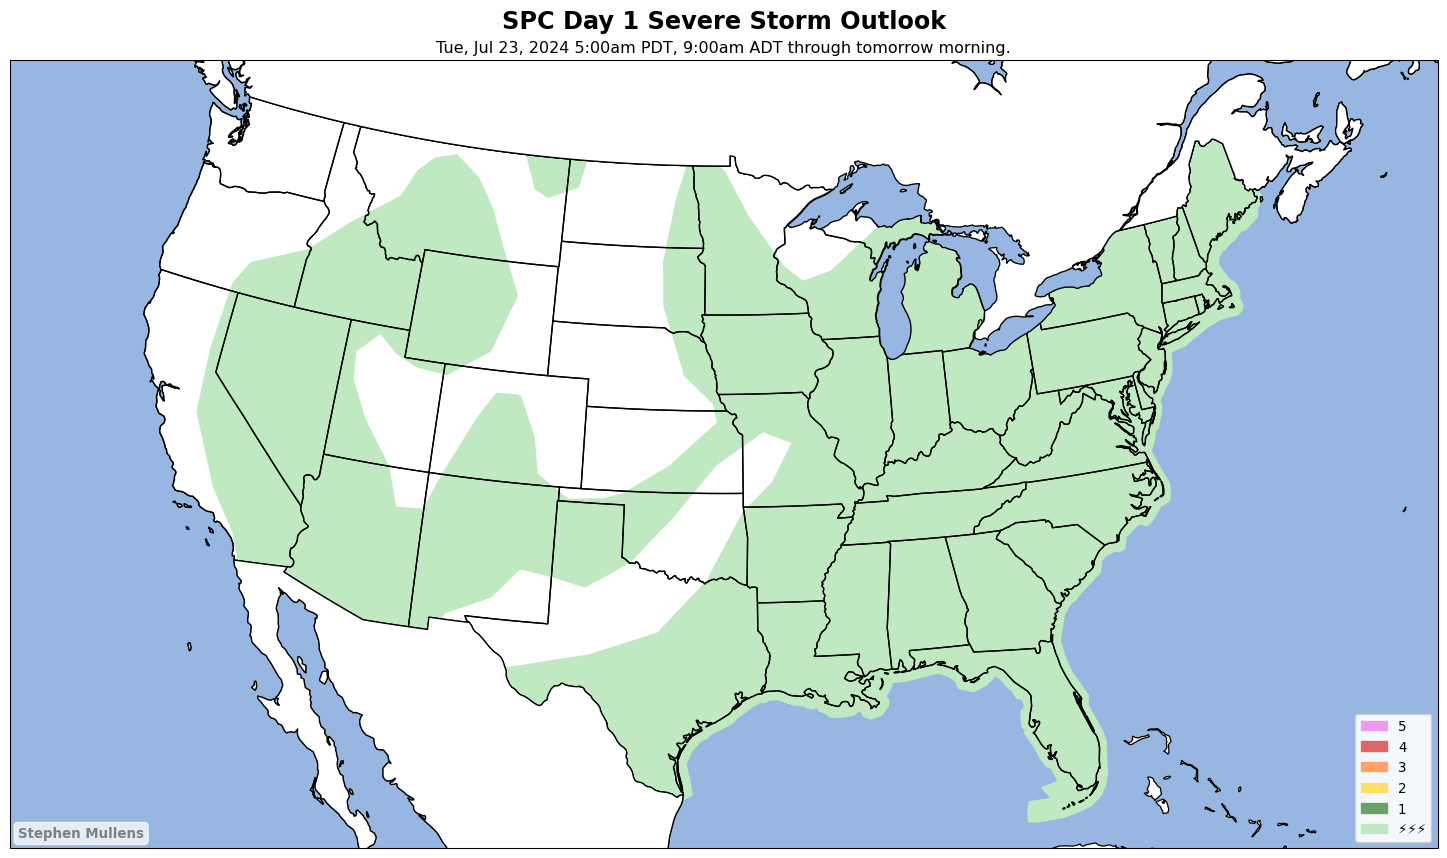 SPC Day 1 Severe Storm Outlook
Tue, Jul 23, 2024 5:00am PDT, 9:00am ADT through tomorrow morning.
5
4
3
2
1
⚡⚡⚡
Stephen Mullens